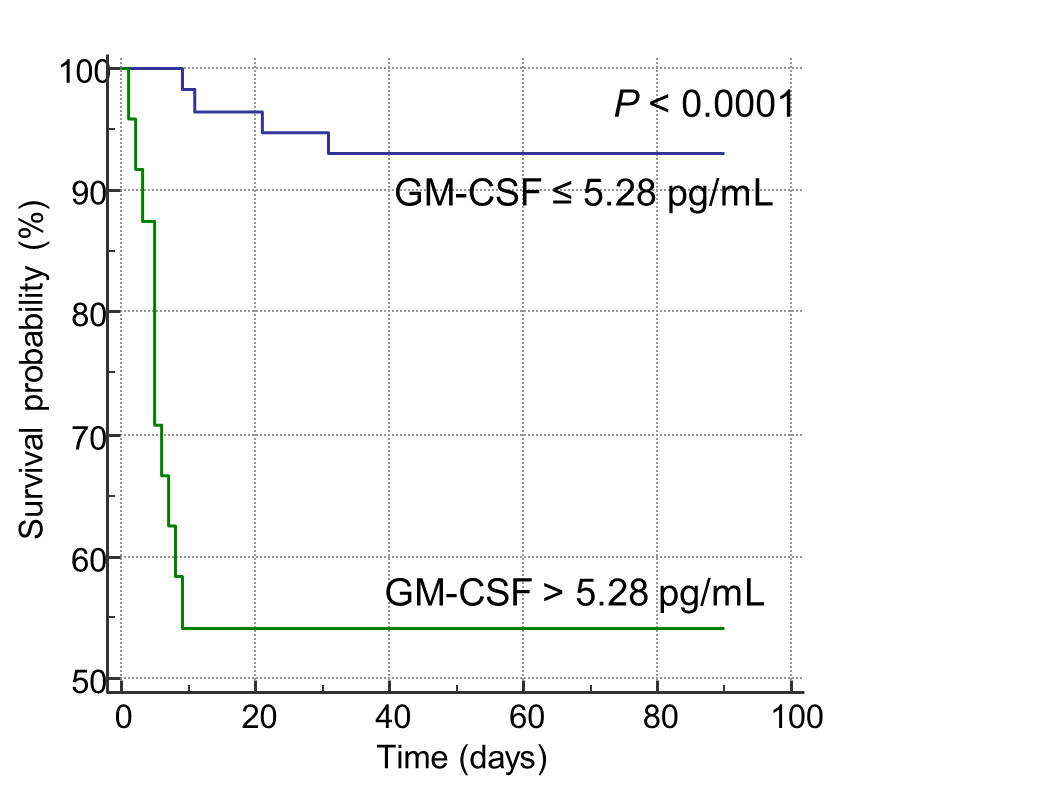 100
P < 0.0001
90
GM-CSF ≤ 5.28 pg/mL
80
Survival probability (%)
70
60
GM-CSF > 5.28 pg/mL
50
0 20 40 60 80 100
Time (days)